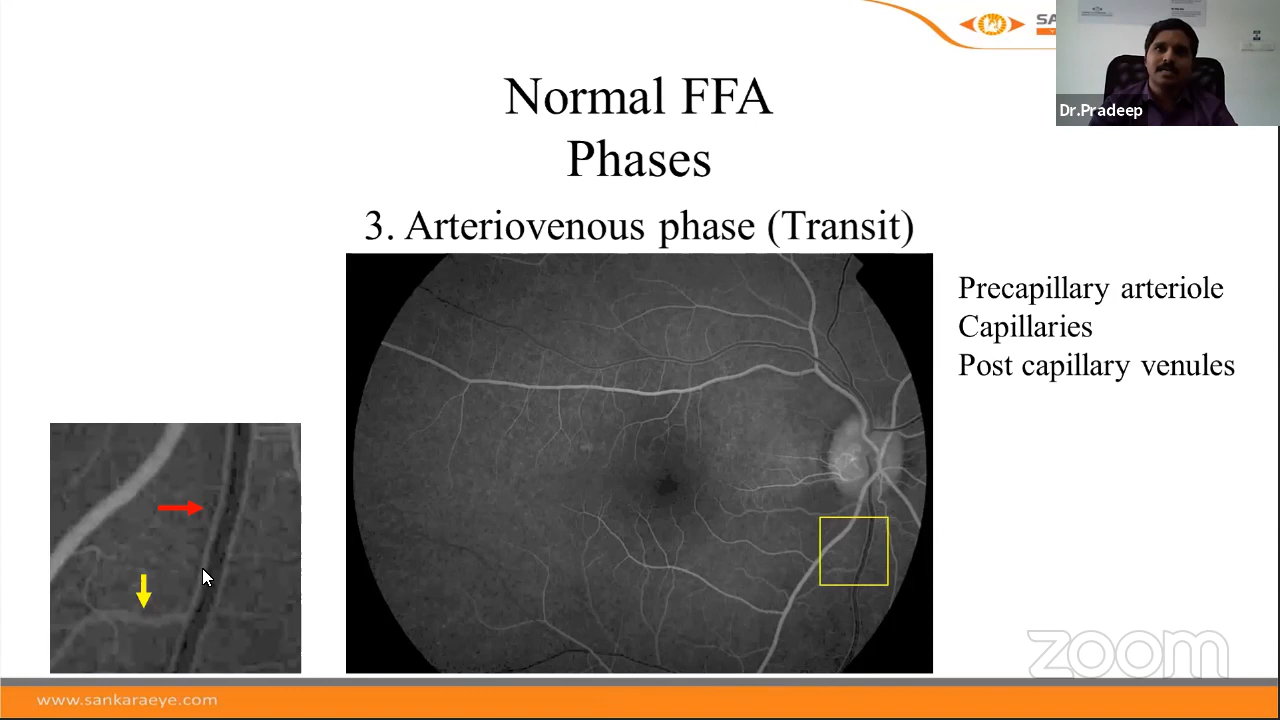 SA
Dr.Pradeep
Normal FFA
Phases
3. Arteriovenous phase (Transit)
Precapillary arteriole
Capillaries
Post capillary venules
zoom
www.sankaraeye.com